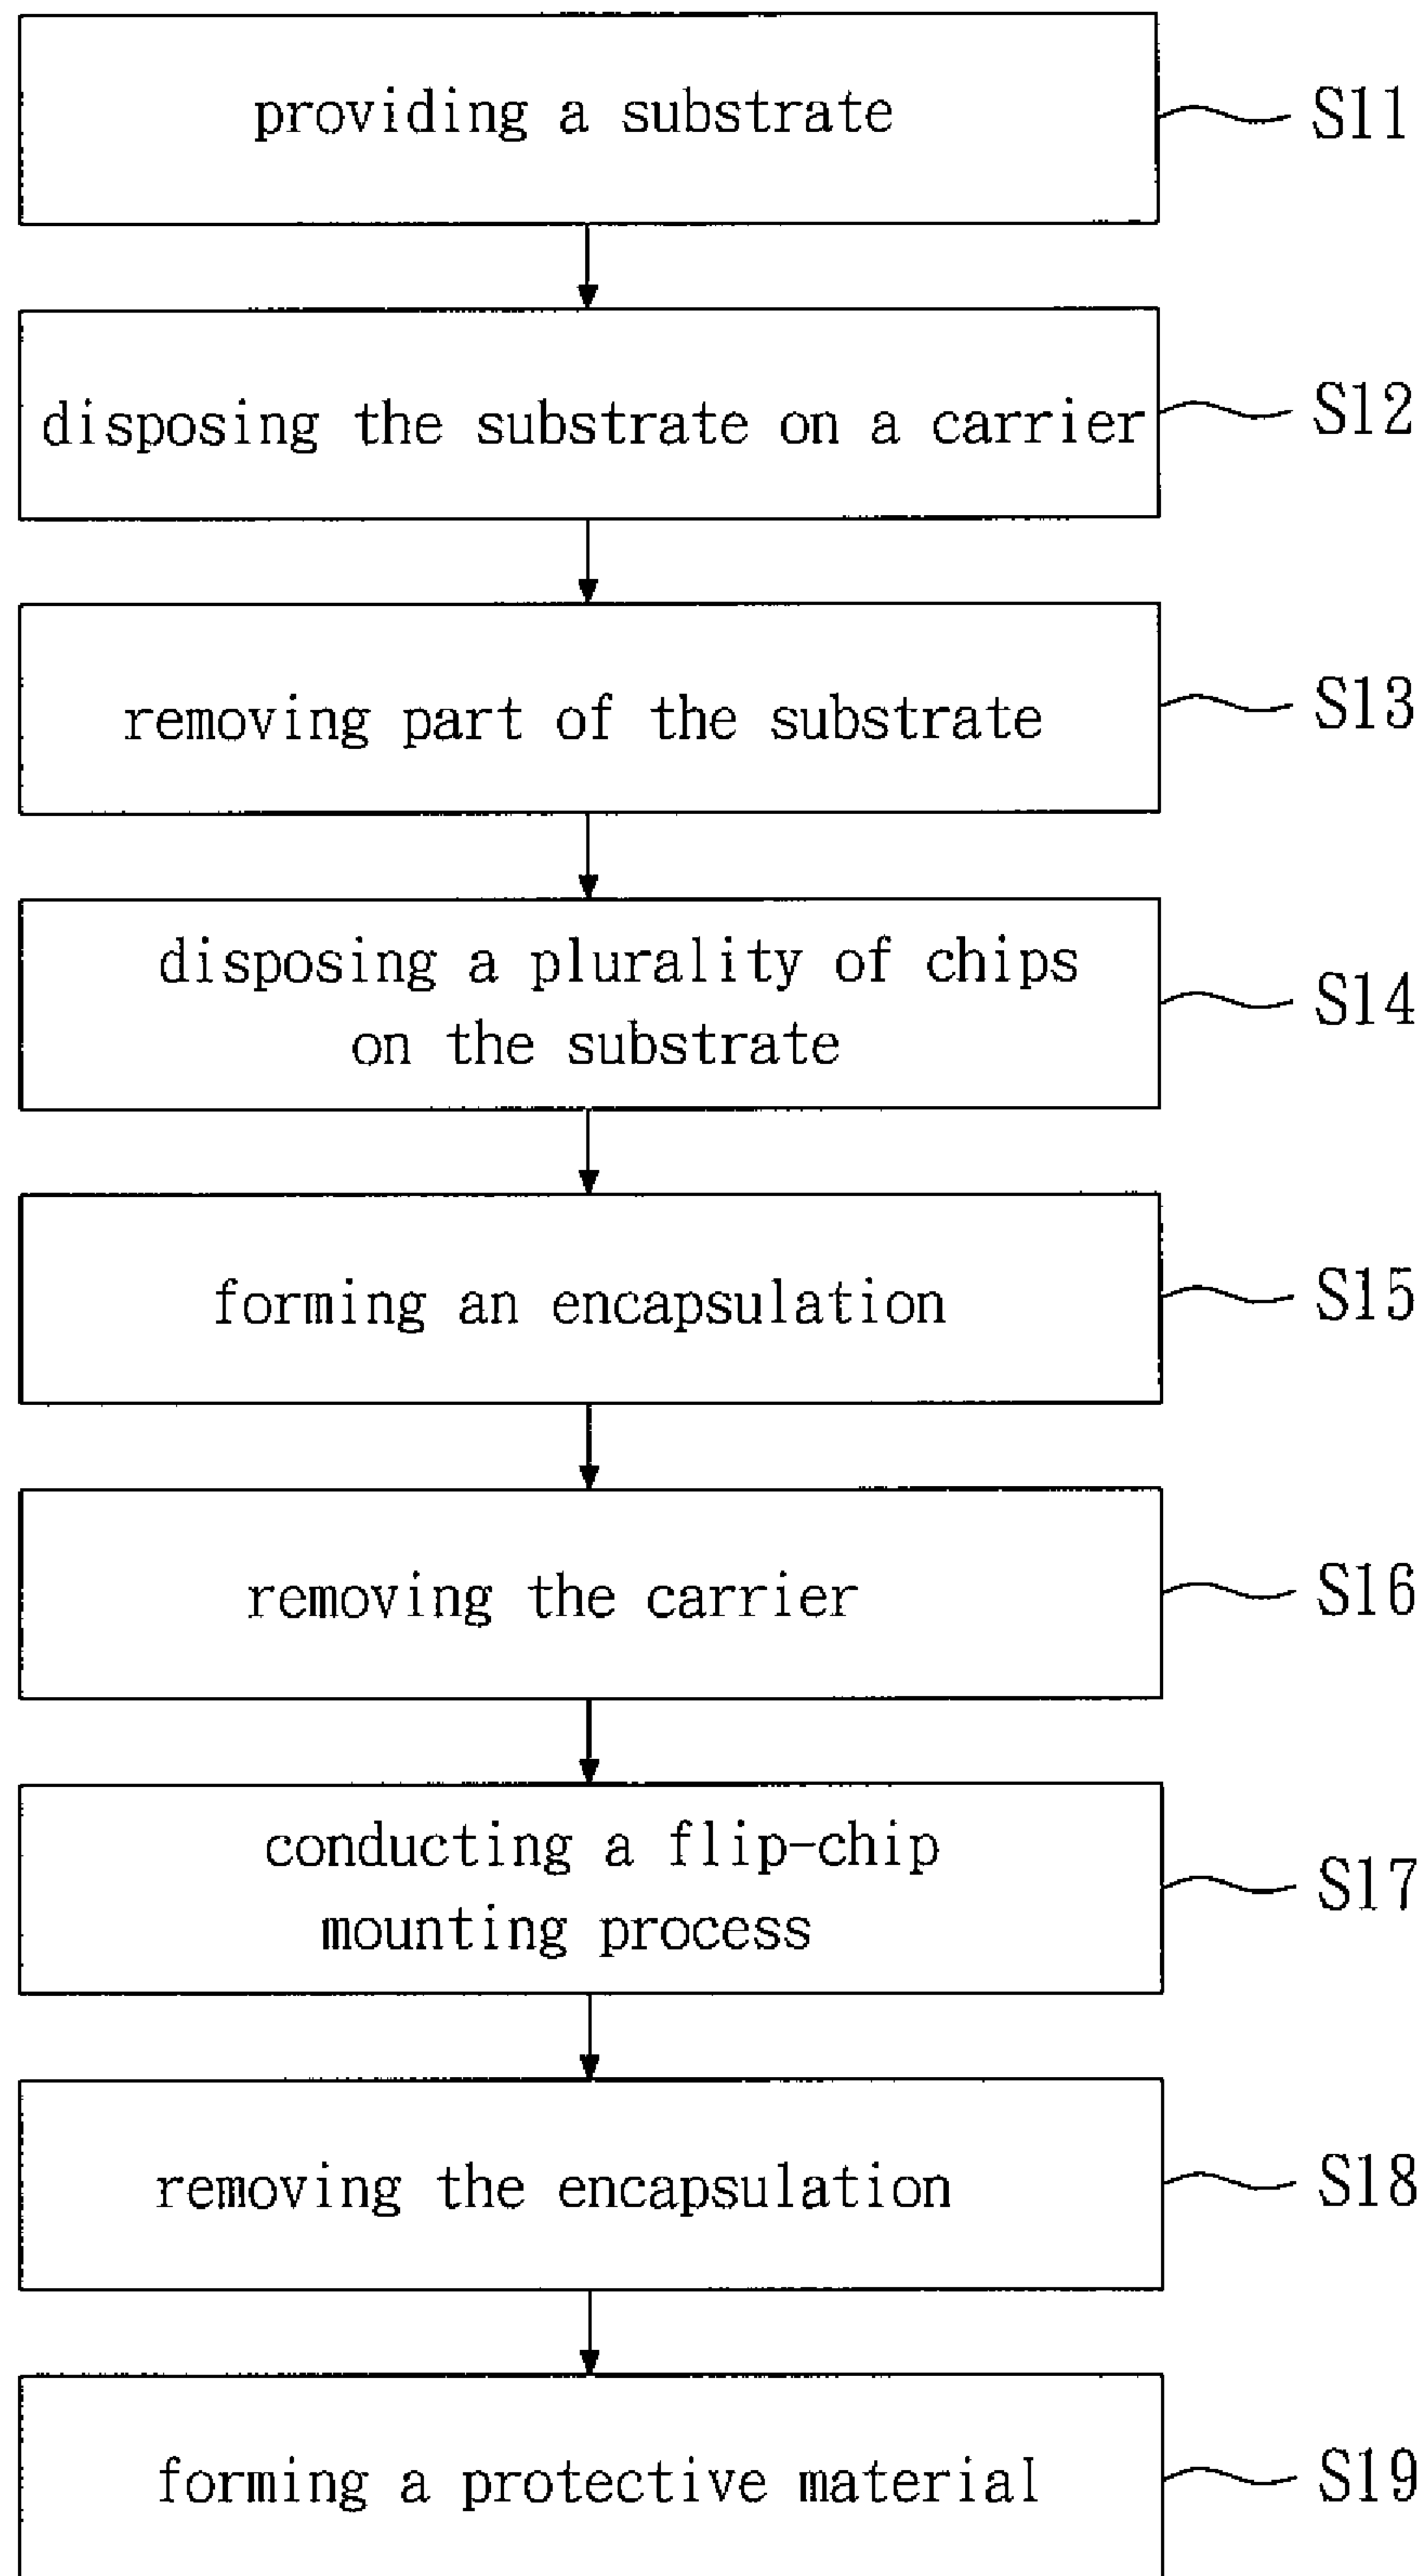 providing a substrate
S11
disposing the substrate on a carrier
S12
removing part of the substrate
S13
disposing a plurality of chips
on the substrate
S14
forming an encapsulation
S15
removing the carrier
S16
conducting a flip-chip
mounting process
S17
removing the encapsulation
S18
forming a protective material
S19